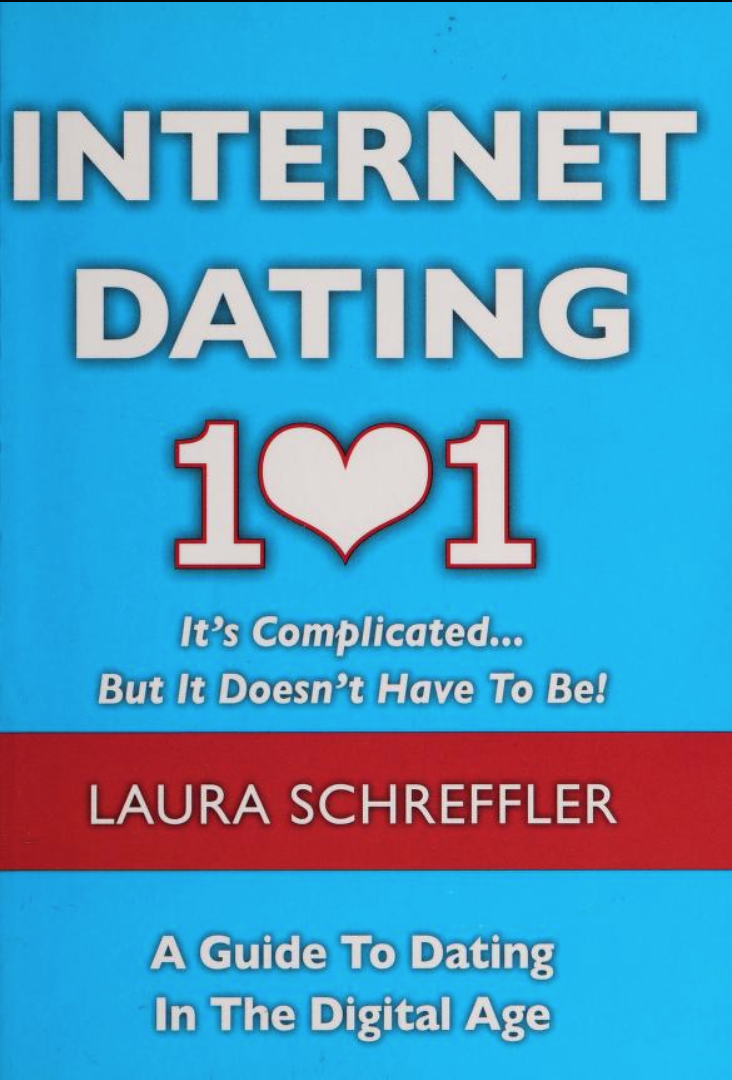 INTERNET
DATING
1♥1
It's Complicated...
But It Doesn't Have To Be!
LAURA SCHREFFLER
A Guide To Dating
In The Digital Age